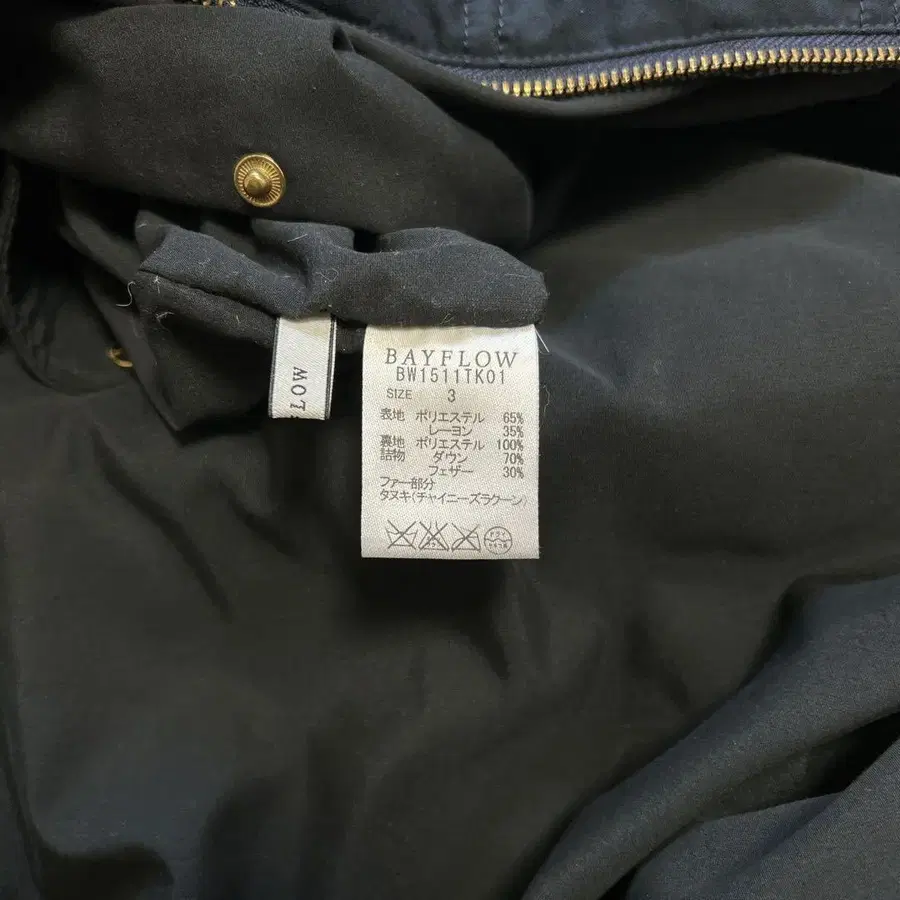 BAYFLOW
BW1511TK01
SIZE 3
表地 ポリエステル 65%
レーヨン 35%
裏地 ポリエステル 100%
詰物 ダウン 70%
フェザー 30%
ファー部分
タヌキ(チャイニーズラクーン)
LOW